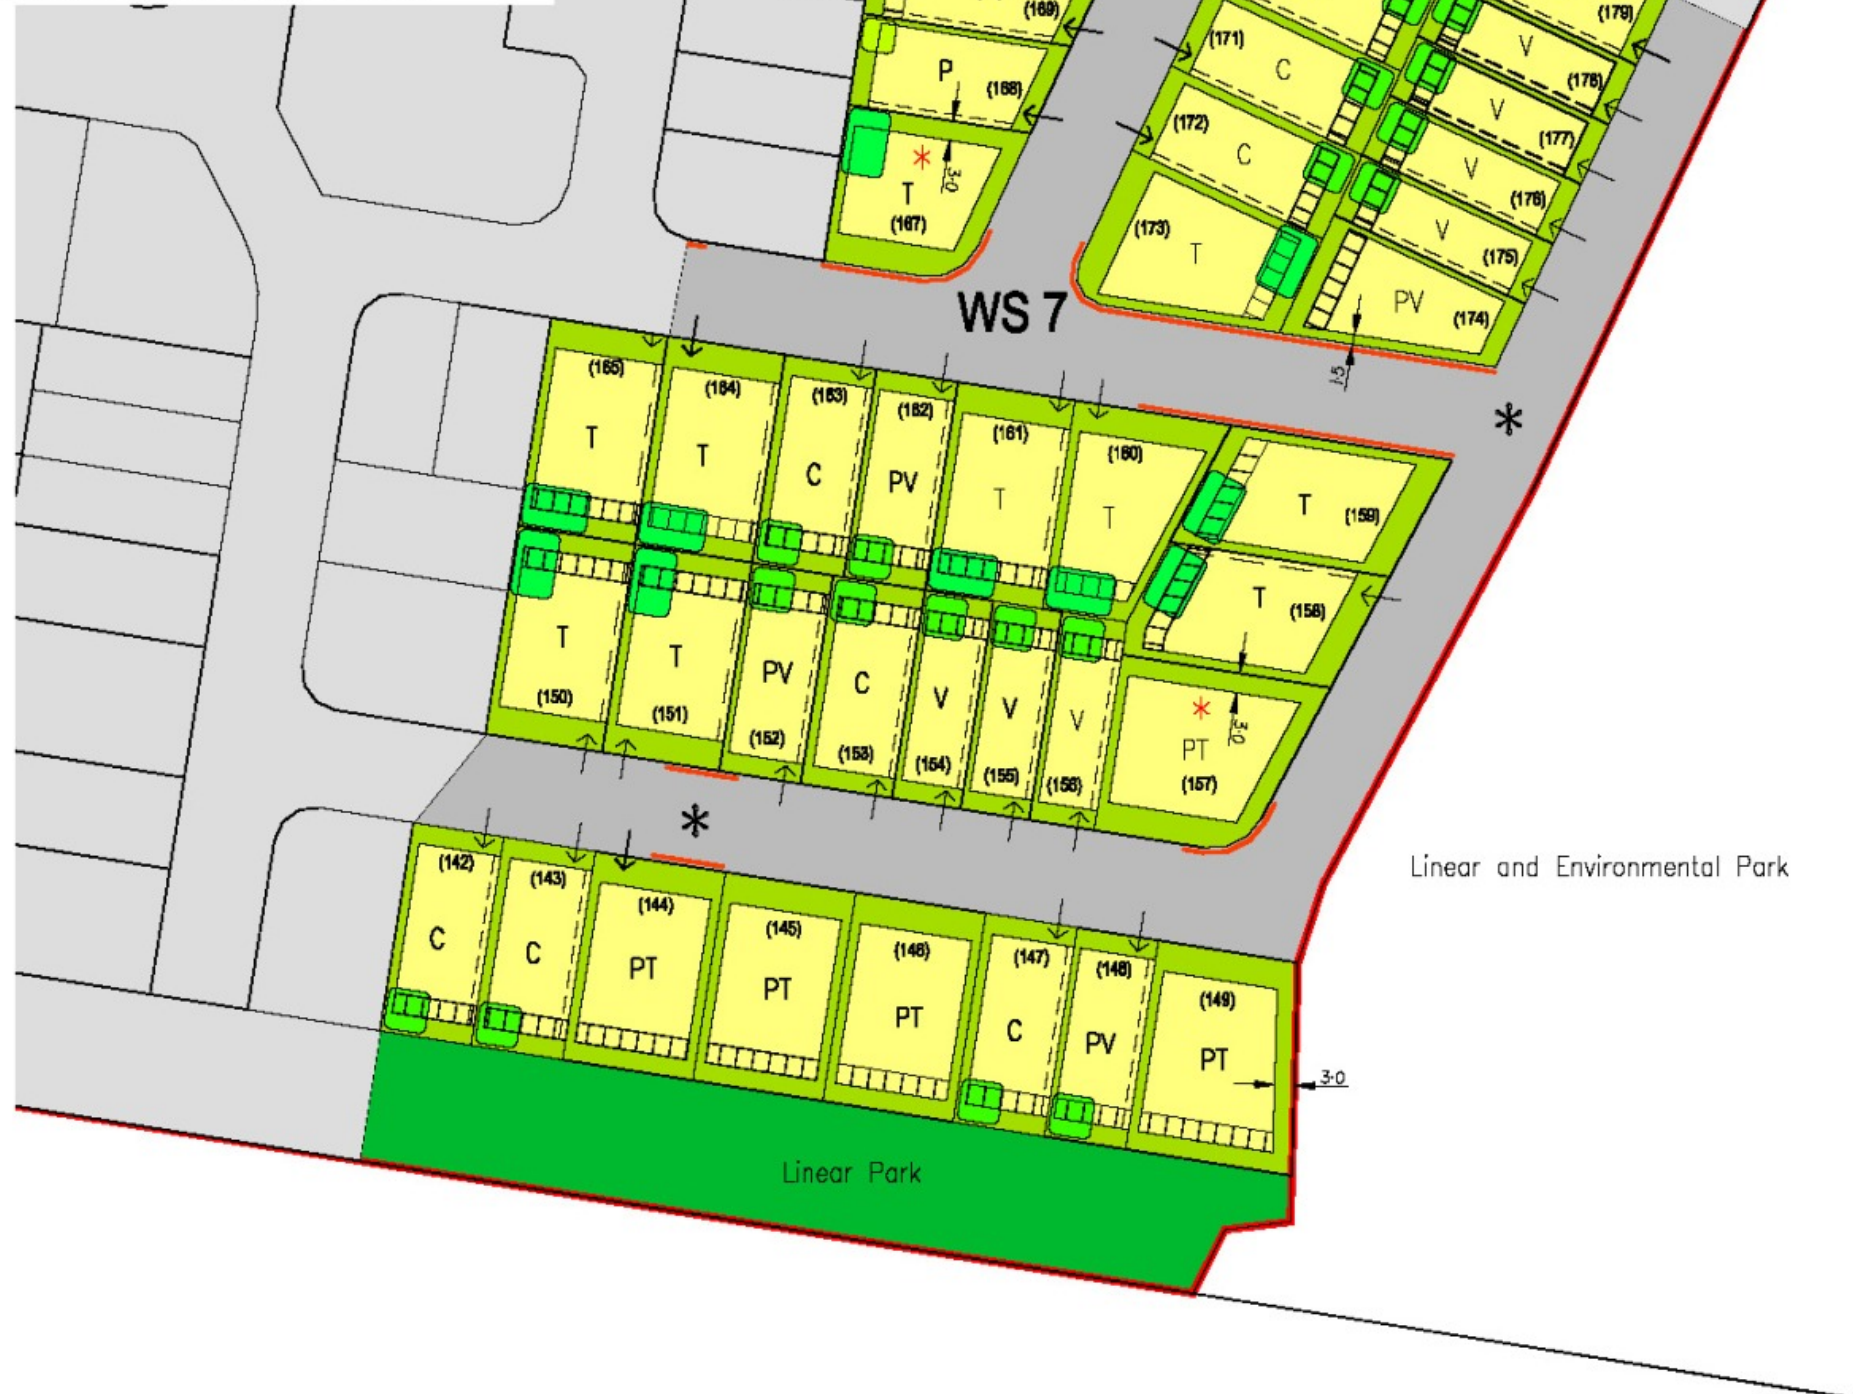 (169)
(179)
P
(168)
(171)
C
V
(178)
T
(167)
3·0
(172)
C
V
(177)
V
(176)
(173)
T
V
(175)
PV
(174)
1·5
WS 7
(165)
T
(164)
T
(163)
C
(162)
PV
(161)
T
(160)
T
T
(159)
T
(158)
T
(150)
T
(151)
PV
(152)
C
(153)
V
(154)
V
(155)
V
(156)
PT
(157)
3·0
Linear and Environmental Park
(142)
C
(143)
C
(144)
PT
(145)
PT
(146)
PT
(147)
C
(148)
PV
(149)
PT
3·0
Linear Park